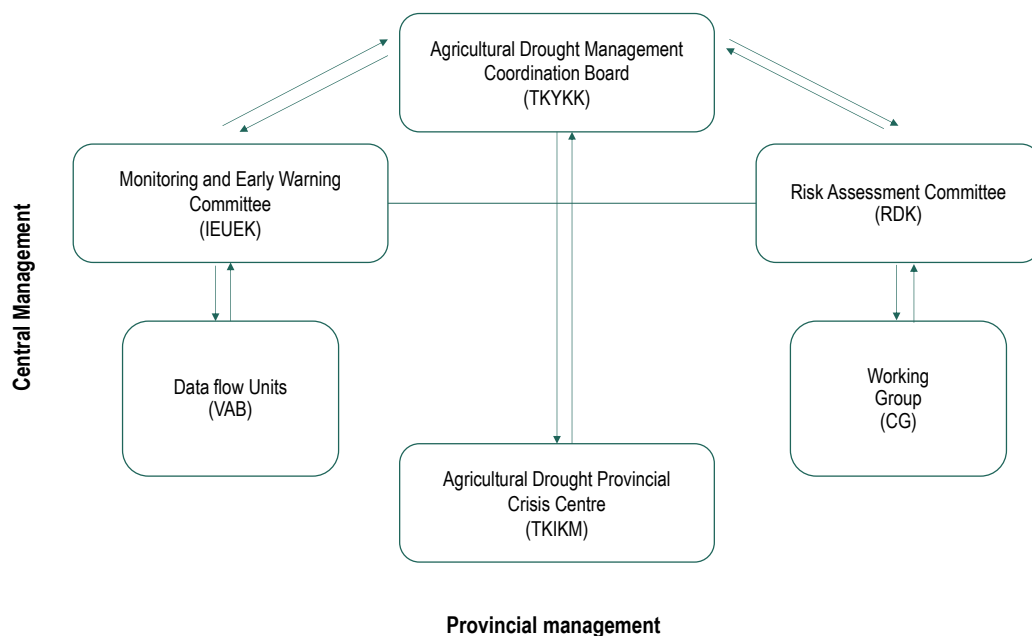 Agricultural Drought Management
Coordination Board
(TKYKK)
Monitoring and Early Warning
Committee
(IEUEK)
Risk Assessment Committee
(RDK)
Central Management
Data flow Units
(VAB)
Working
Group
(CG)
Agricultural Drought Provincial
Crisis Centre
(TKIKM)
Provincial management